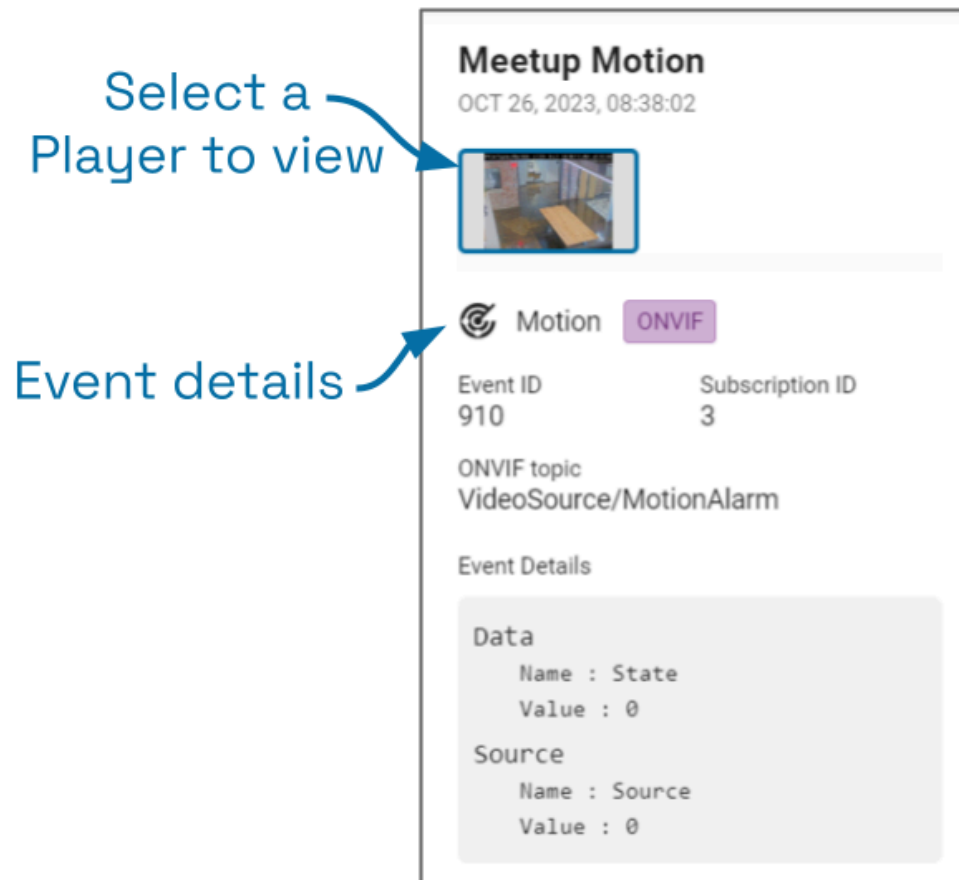 Select a
Player to view
Event details
Meetup Motion
OCT 26, 2023, 08:38:02
Motion ONVIF
Event ID Subscription ID
910 3
ONVIF topic
VideoSource/MotionAlarm
Event Details
Data
Name : State
Value : 0
Source
Name : Source
Value : 0